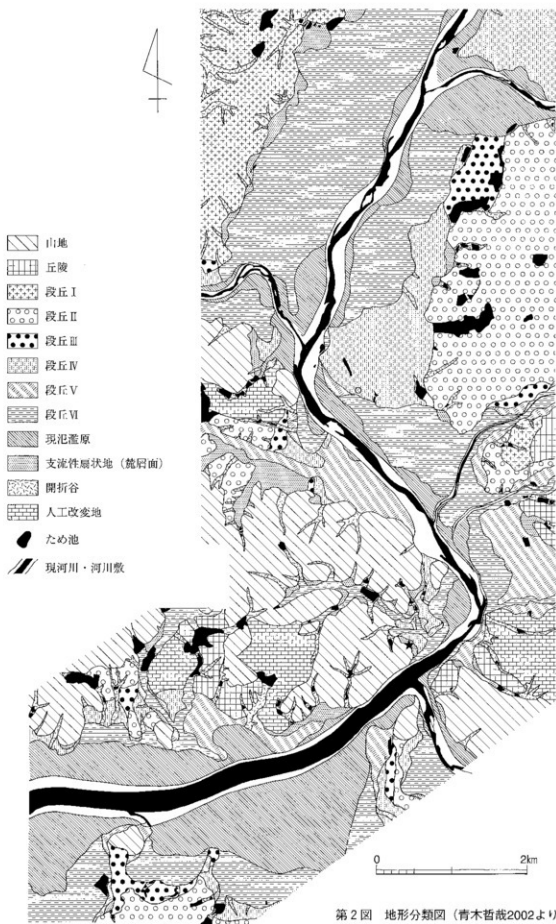 山地
丘陵
段丘Ⅰ
段丘Ⅱ
段丘Ⅲ
段丘Ⅳ
段丘Ⅴ
段丘Ⅵ
現氾濫原
支流性扇状地（麓屑面）
開折谷
人工改変地
ため池
現河川・河川敷
0 2km
第2図 地形分類図（青木哲哉2002より